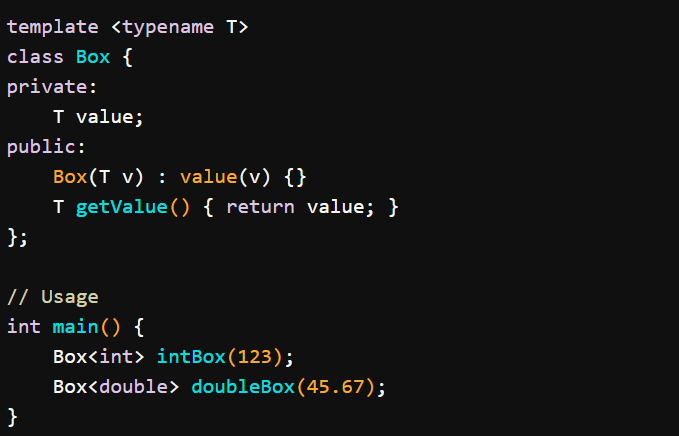 template <typename T>
class Box {
private:
    T value;
public:
    Box(T v) : value(v) {}
    T getValue() { return value; }
};

// Usage
int main() {
    Box<int> intBox(123);
    Box<double> doubleBox(45.67);
}